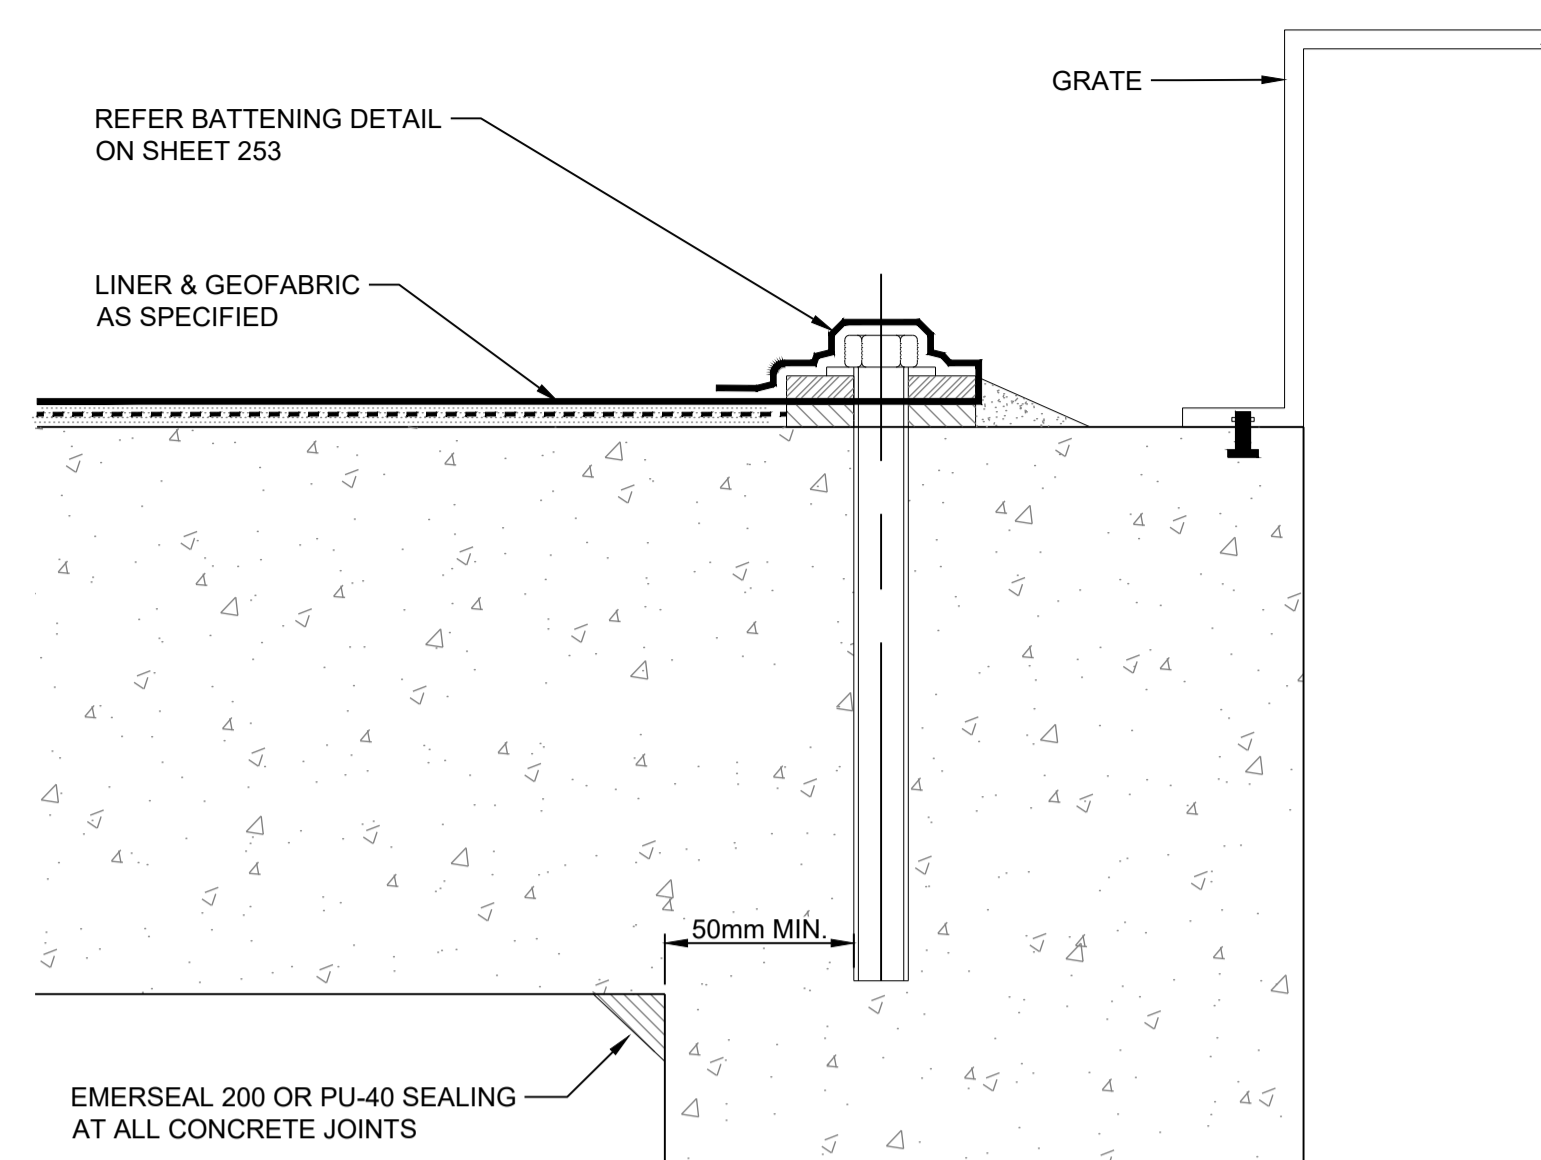 GRATE
REFER BATTENING DETAIL
ON SHEET 253
LINER & GEOFABRIC
AS SPECIFIED
50mm MIN.
EMERSEAL 200 OR PU-40 SEALING
AT ALL CONCRETE JOINTS